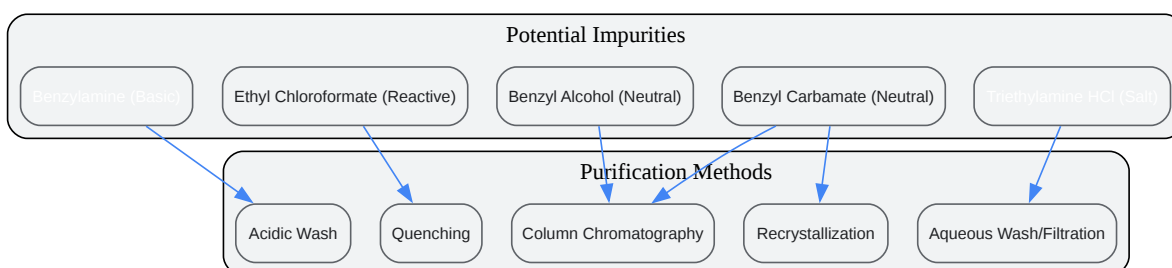 Potential Impurities
Benzylamine (Basic)
Ethyl Chloroformate (Reactive)
Benzyl Alcohol (Neutral)
Benzyl Carbamate (Neutral)
Triethylamine HCl (Salt)
Purification Methods
Acidic Wash
Quenching
Column Chromatography
Recrystallization
Aqueous Wash/Filtration